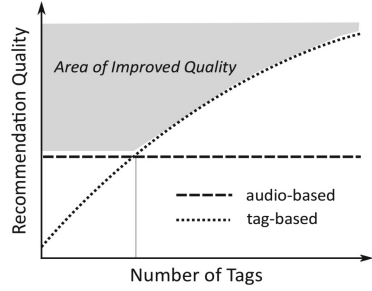 Recommendation Quality
Area of Improved Quality
audio-based
tag-based
Number of Tags